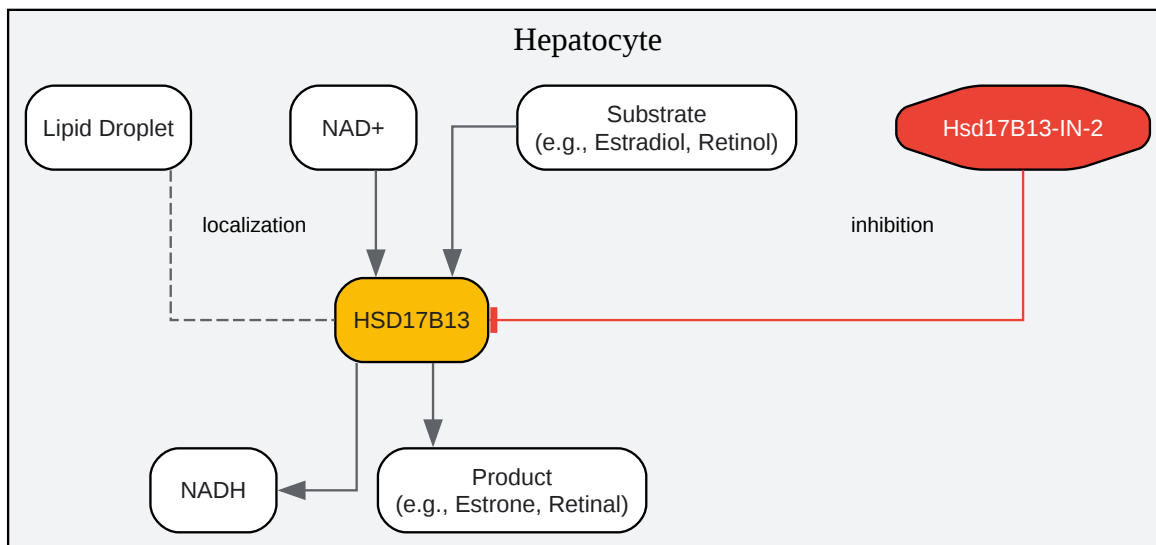 Hepatocyte
Lipid Droplet
NAD+
Substrate
(e.g., Estradiol, Retinol)
Hsd17B13-IN-2
localization
inhibition
HSD17B13
NADH
Product
(e.g., Estrone, Retinal)